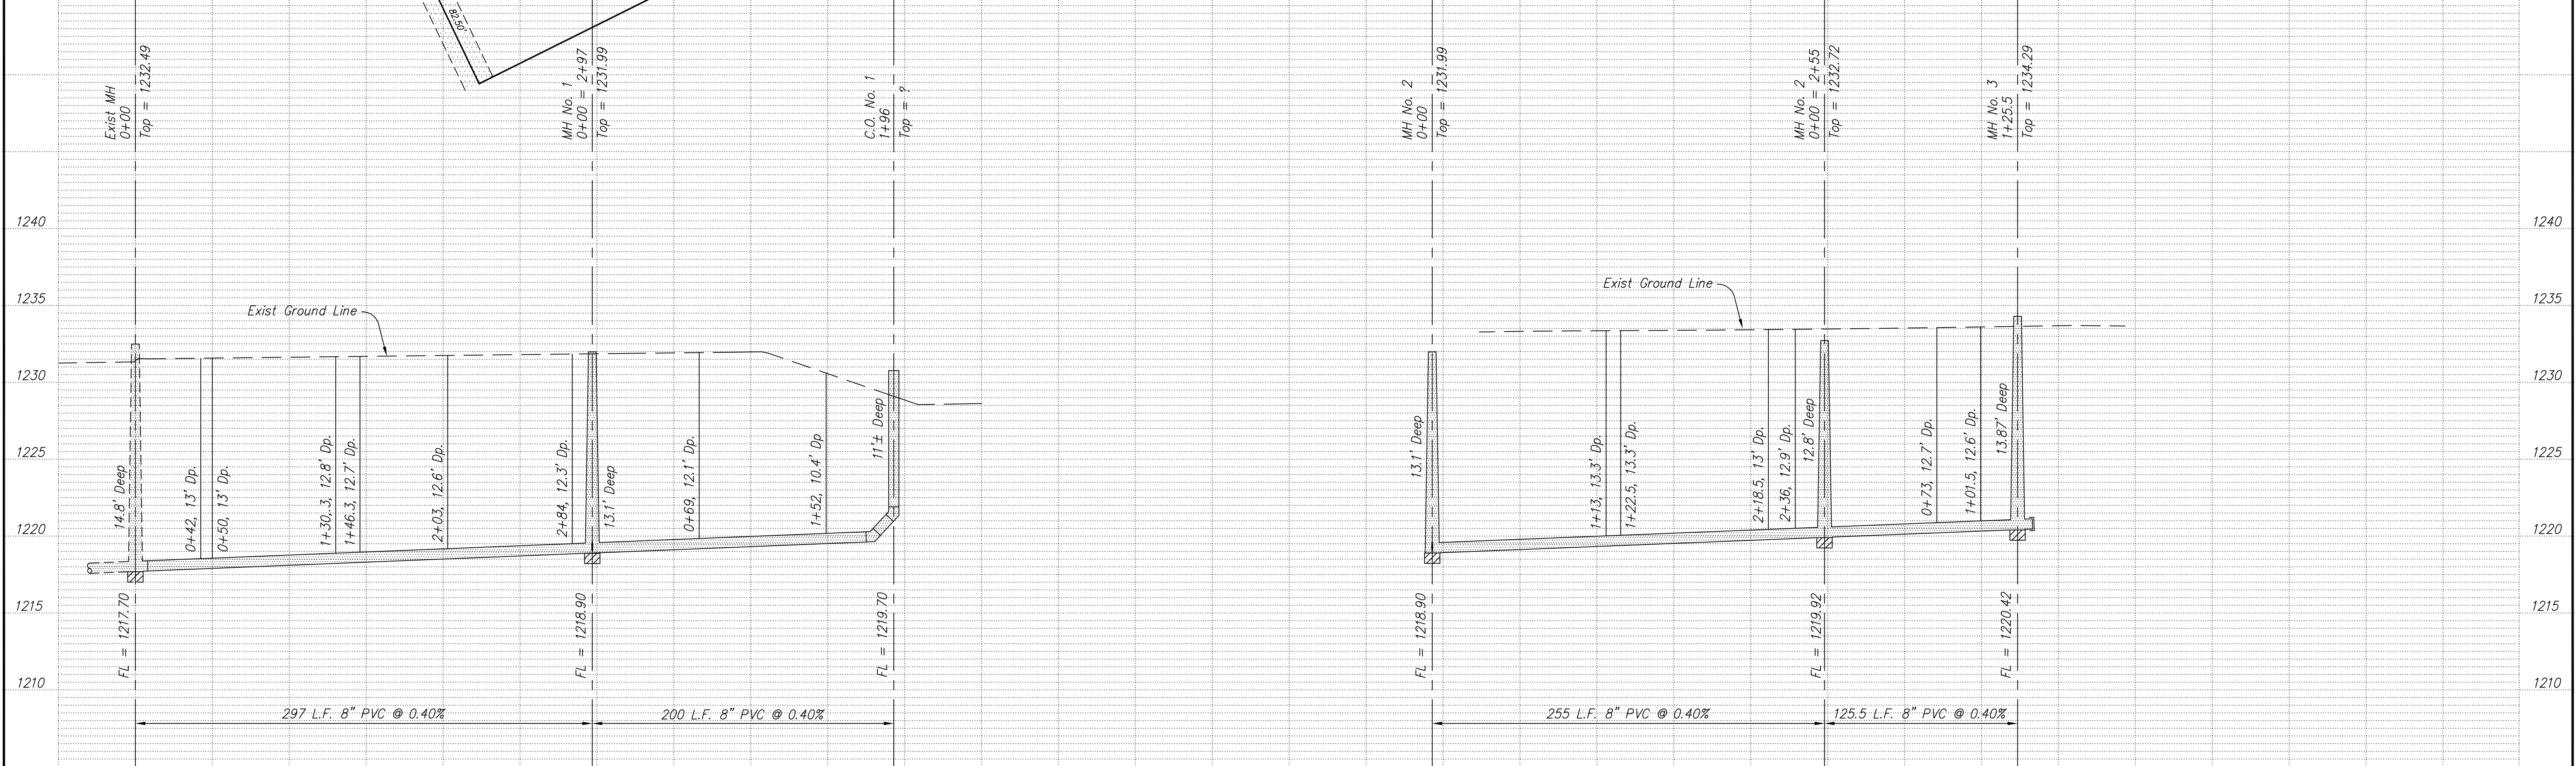 82.50'
Exist MH
0+00
Top = 1232.49
MH No. 1
0+00 = 2+97
Top = 1231.99
C.O. No. 1
1+96
Top = ?
MH No. 2
0+00
Top = 1231.99
MH No. 2
0+00 = 2+55
Top = 1232.72
MH No. 3
1+25.5
Top = 1234.29
1240
1240
1235
1235
Exist Ground Line
Exist Ground Line
1230
1230
1225
1225
1220
1220
1215
1215
1210
1210
14.8' Deep
0+42, 13' Dp.
0+50, 13' Dp.
1+30.3, 12.8' Dp.
1+46.3, 12.7' Dp.
2+03, 12.6' Dp.
2+84, 12.3' Dp.
13.1' Deep
0+69, 12.1' Dp.
1+52, 10.4' Dp
11'± Deep
13.1' Deep
1+13, 13.3' Dp.
1+22.5, 13.3' Dp.
2+18.5, 13' Dp.
2+36, 12.9' Dp.
12.8' Deep
0+73, 12.7' Dp.
1+01.5, 12.6' Dp.
13.87' Deep
FL = 1217.70
FL = 1218.90
FL = 1219.70
FL = 1218.90
FL = 1219.92
FL = 1220.42
297 L.F. 8" PVC @ 0.40%
200 L.F. 8" PVC @ 0.40%
255 L.F. 8" PVC @ 0.40%
125.5 L.F. 8" PVC @ 0.40%